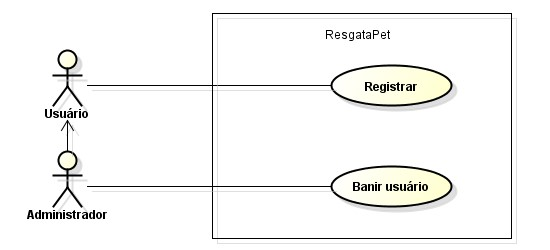 ResgataPet
Registrar
Usuário
Banir usuário
Administrador